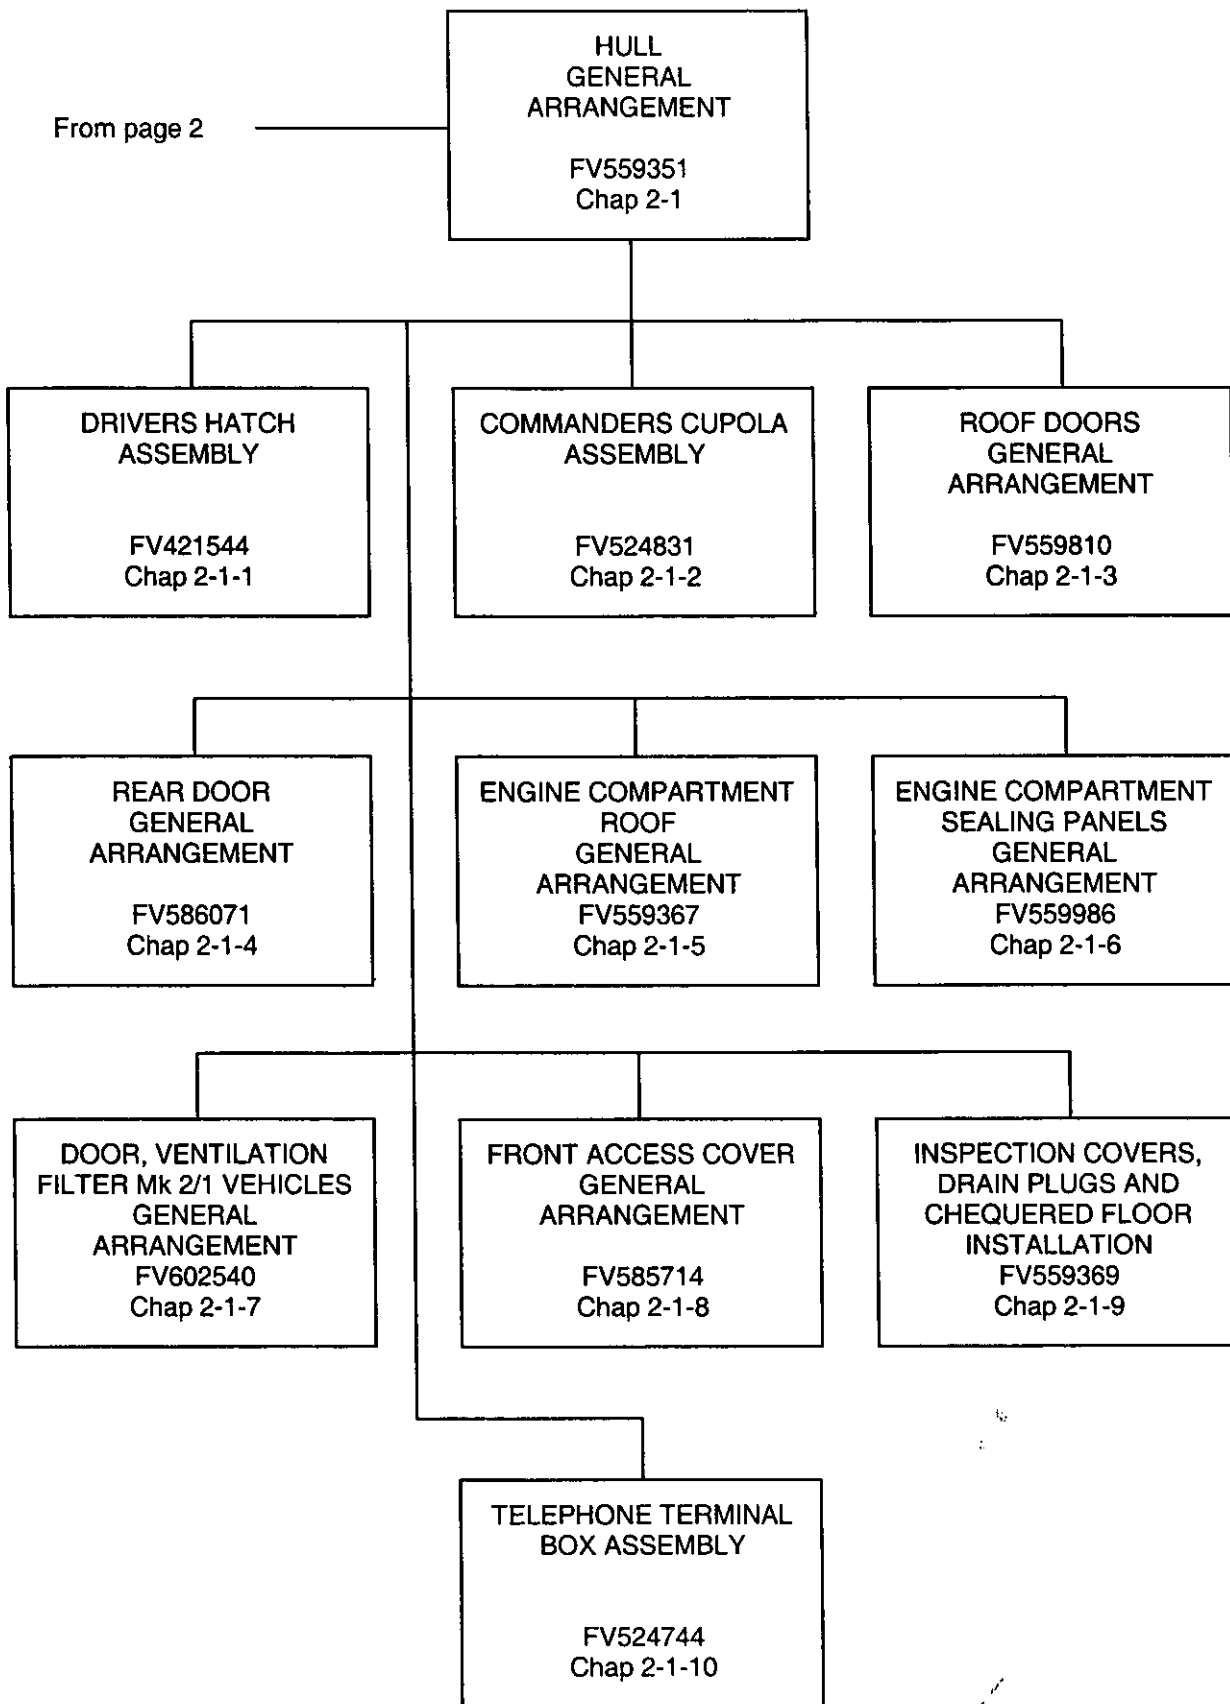 HULL
GENERAL
ARRANGEMENT
FV559351
Chap 2-1
From page 2
DRIVERS HATCH
ASSEMBLY
FV421544
Chap 2-1-1
COMMANDERS CUPOLA
ASSEMBLY
FV524831
Chap 2-1-2
ROOF DOORS
GENERAL
ARRANGEMENT
FV559810
Chap 2-1-3
REAR DOOR
GENERAL
ARRANGEMENT
FV586071
Chap 2-1-4
ENGINE COMPARTMENT
ROOF
GENERAL
ARRANGEMENT
FV559367
Chap 2-1-5
ENGINE COMPARTMENT
SEALING PANELS
GENERAL
ARRANGEMENT
FV559986
Chap 2-1-6
DOOR, VENTILATION
FILTER Mk 2/1 VEHICLES
GENERAL
ARRANGEMENT
FV602540
Chap 2-1-7
FRONT ACCESS COVER
GENERAL
ARRANGEMENT
FV585714
Chap 2-1-8
INSPECTION COVERS,
DRAIN PLUGS AND
CHEQUERED FLOOR
INSTALLATION
FV559369
Chap 2-1-9
TELEPHONE TERMINAL
BOX ASSEMBLY
FV524744
Chap 2-1-10